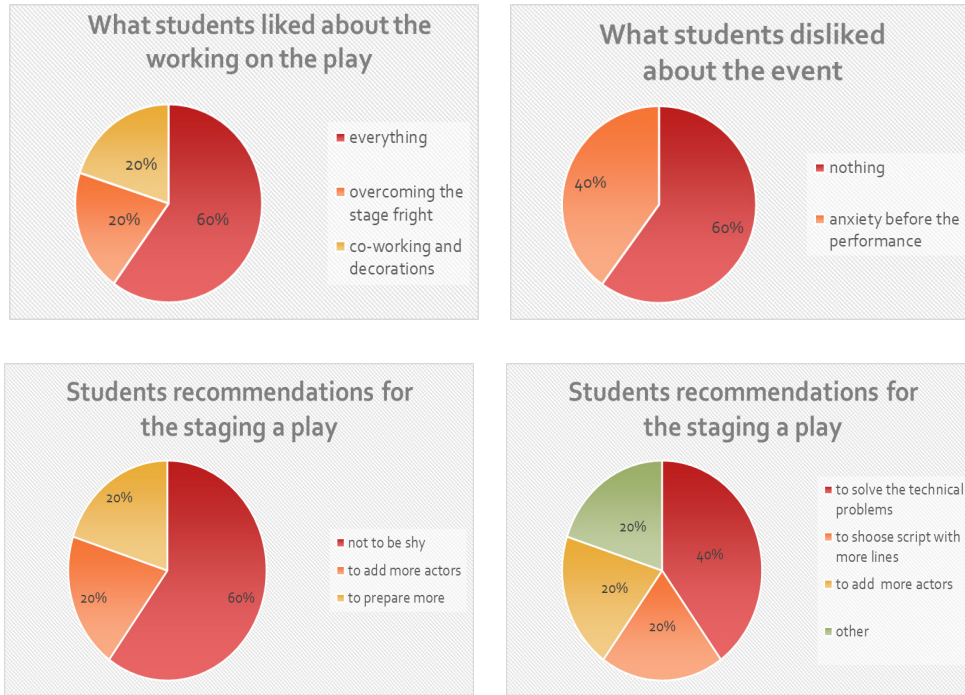 What students liked about the
working on the play
everything
overcoming the
stage fright
co-working and
decorations
20%
20%
60%
What students disliked
about the event
nothing
anxiety before the
performance
40%
60%
Students recommendations for
the staging a play
not to be shy
to add more actors
to prepare more
20%
20%
60%
Students recommendations for
the staging a play
to solve the technical
problems
to shoose script with
more lines
to add more actors
other
20%
40%
20%
20%